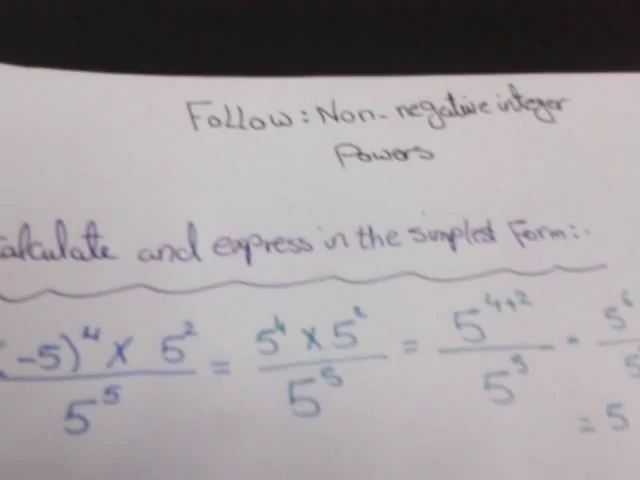 Follow: Non-negative integer
Powers
alculate and express in the simplest Form:.
(-5)⁴ × 5² / 5⁵ = 5⁴ × 5² / 5⁵ = 5⁴⁺² / 5⁵ = 5⁶ / 5
= 5